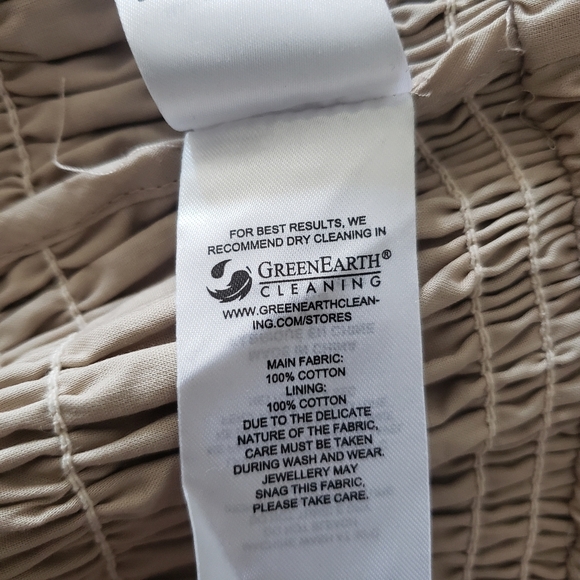 FOR BEST RESULTS, WE
RECOMMEND DRY CLEANING IN
GREENEARTH®
CLEANING
WWW.GREENEARTHCLEAN-
ING.COM/STORES
MAIN FABRIC:
100% COTTON
LINING:
100% COTTON
DUE TO THE DELICATE
NATURE OF THE FABRIC,
CARE MUST BE TAKEN
DURING WASH AND WEAR.
JEWELLERY MAY
SNAG THIS FABRIC,
PLEASE TAKE CARE.